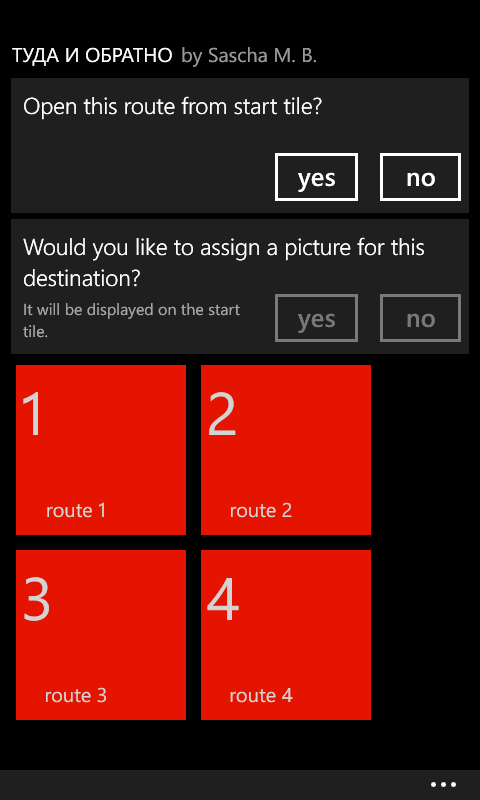 ТУДА И ОБРАТНО by Sascha M. B.
Open this route from start tile?
yes no
Would you like to assign a picture for this
destination?
It will be displayed on the start
tile.
yes no
1 2
route 1 route 2
3 4
route 3 route 4